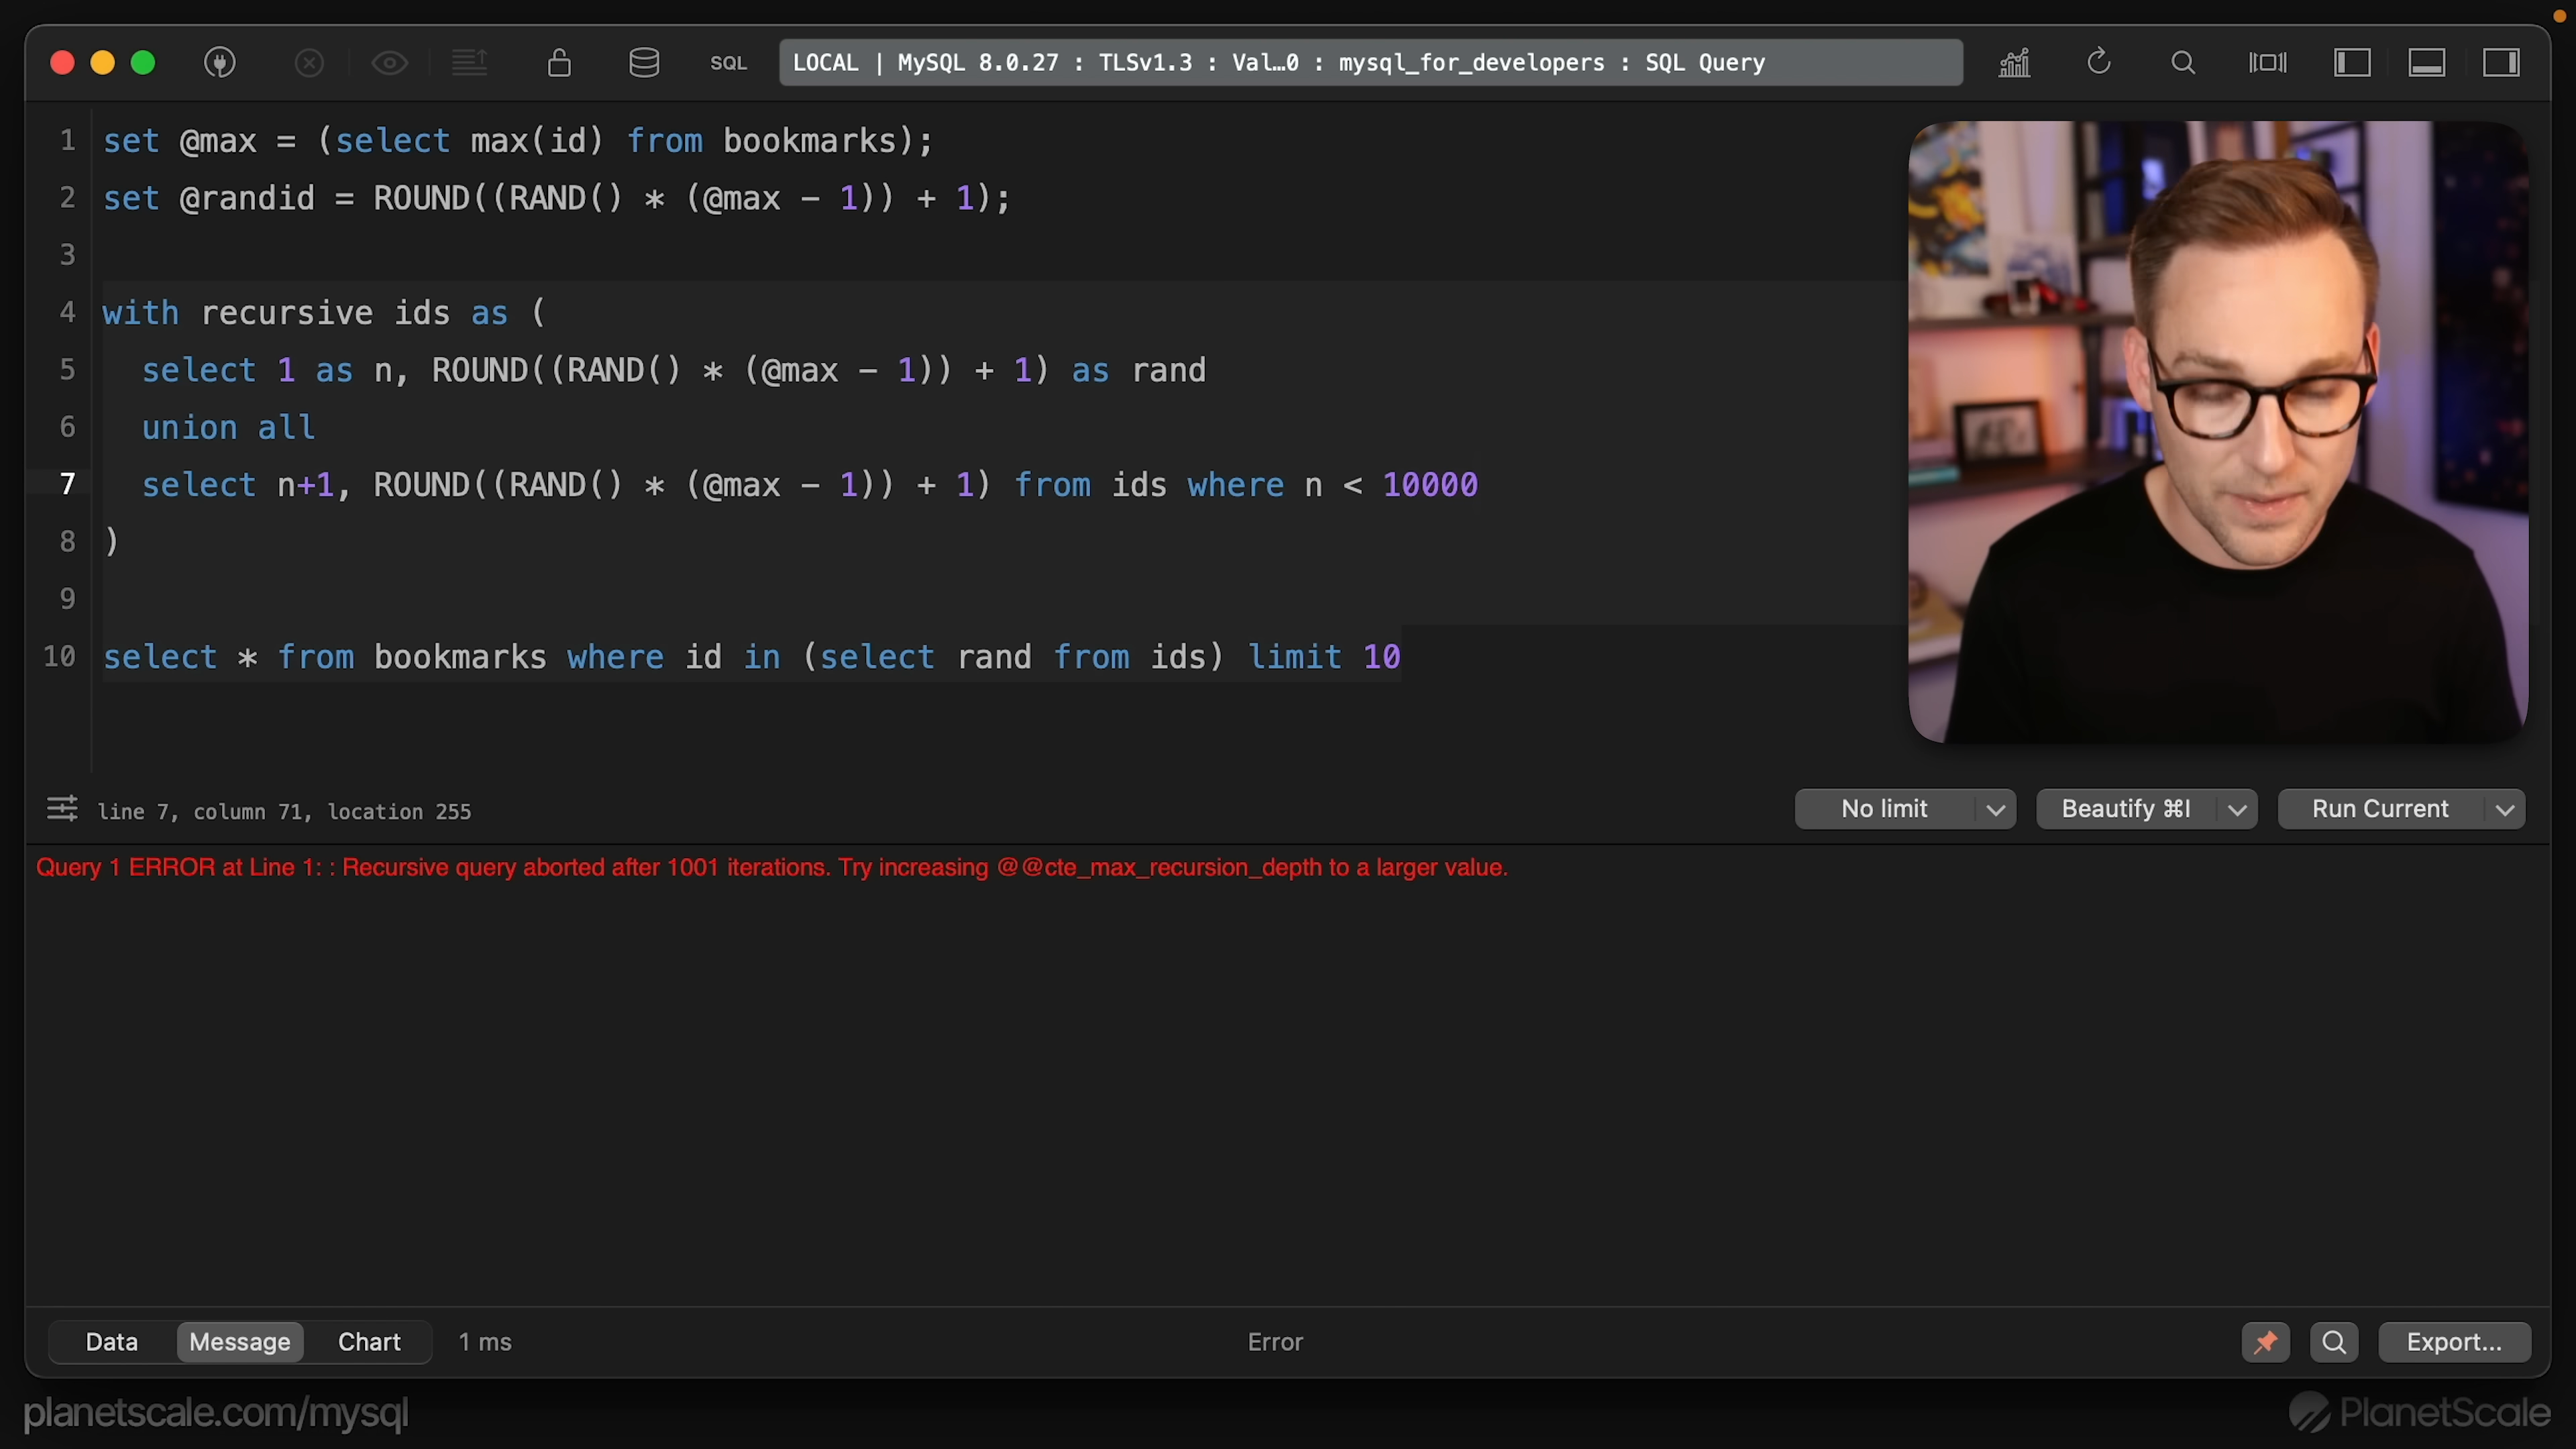 SQL LOCAL | MySQL 8.0.27 : TLSv1.3 : Val…0 : mysql_for_developers : SQL Query
1 set @max = (select max(id) from bookmarks);
2 set @randid = ROUND((RAND() * (@max - 1)) + 1);
3
4 with recursive ids as (
5 select 1 as n, ROUND((RAND() * (@max - 1)) + 1) as rand
6 union all
7 select n+1, ROUND((RAND() * (@max - 1)) + 1) from ids where n < 10000
8 )
9
10 select * from bookmarks where id in (select rand from ids) limit 10
line 7, column 71, location 255 No limit Beautify ⌘I Run Current
Query 1 ERROR at Line 1: : Recursive query aborted after 1001 iterations. Try increasing @@cte_max_recursion_depth to a larger value.
Data Message Chart 1 ms Error Export...
planetscale.com/mysql PlanetScale